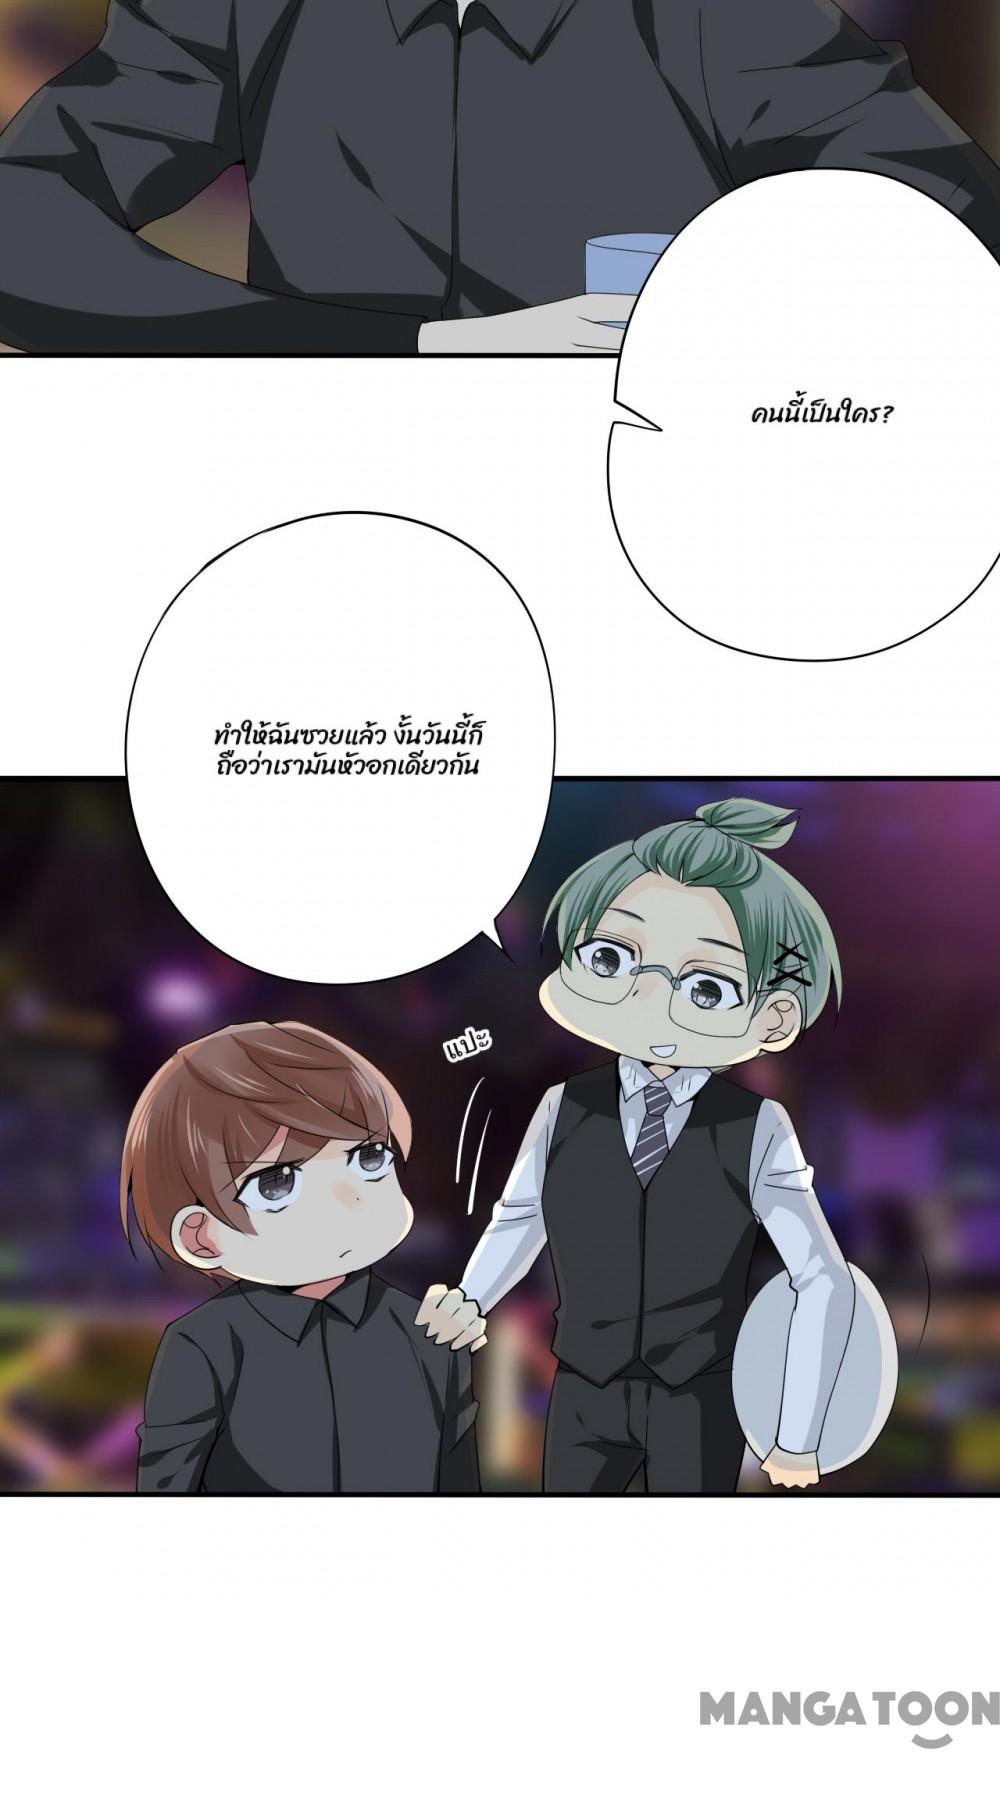 คนนี้เป็นใคร?
ทำให้ฉันซวยแล้ว งั้นวันนี้ก็
ถือว่าเรามันหัวอกเดียวกัน
แปะ
MANGATOON